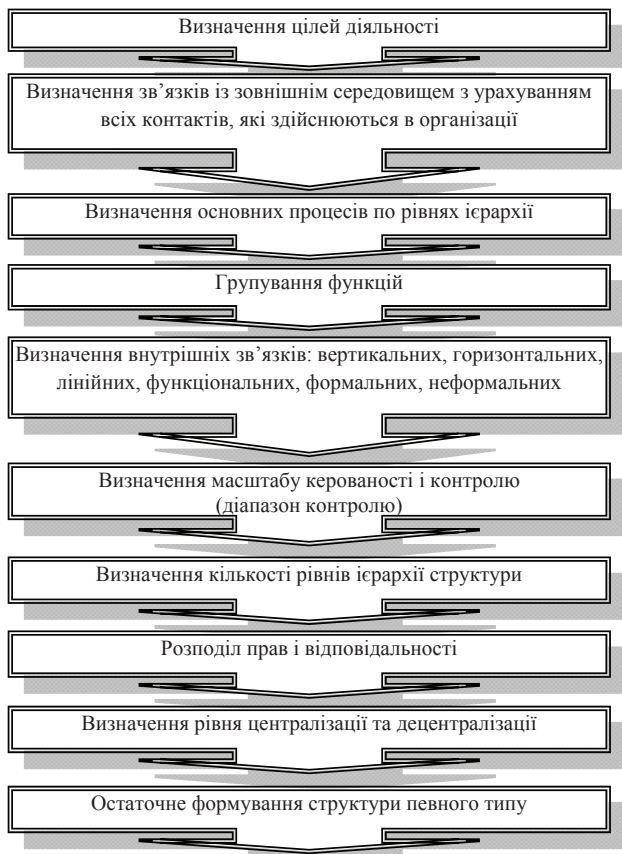 Визначення цілей діяльності
Визначення зв’язків із зовнішнім середовищем з урахуванням
всіх контактів, які здійснюються в організації
Визначення основних процесів по рівнях ієрархії
Групування функцій
Визначення внутрішніх зв’язків: вертикальних, горизонтальних,
лінійних, функціональних, формальних, неформальних
Визначення масштабу керованості і контролю
(діапазон контролю)
Визначення кількості рівнів ієрархії структури
Розподіл прав і відповідальності
Визначення рівня централізації та децентралізації
Остаточне формування структури певного типу